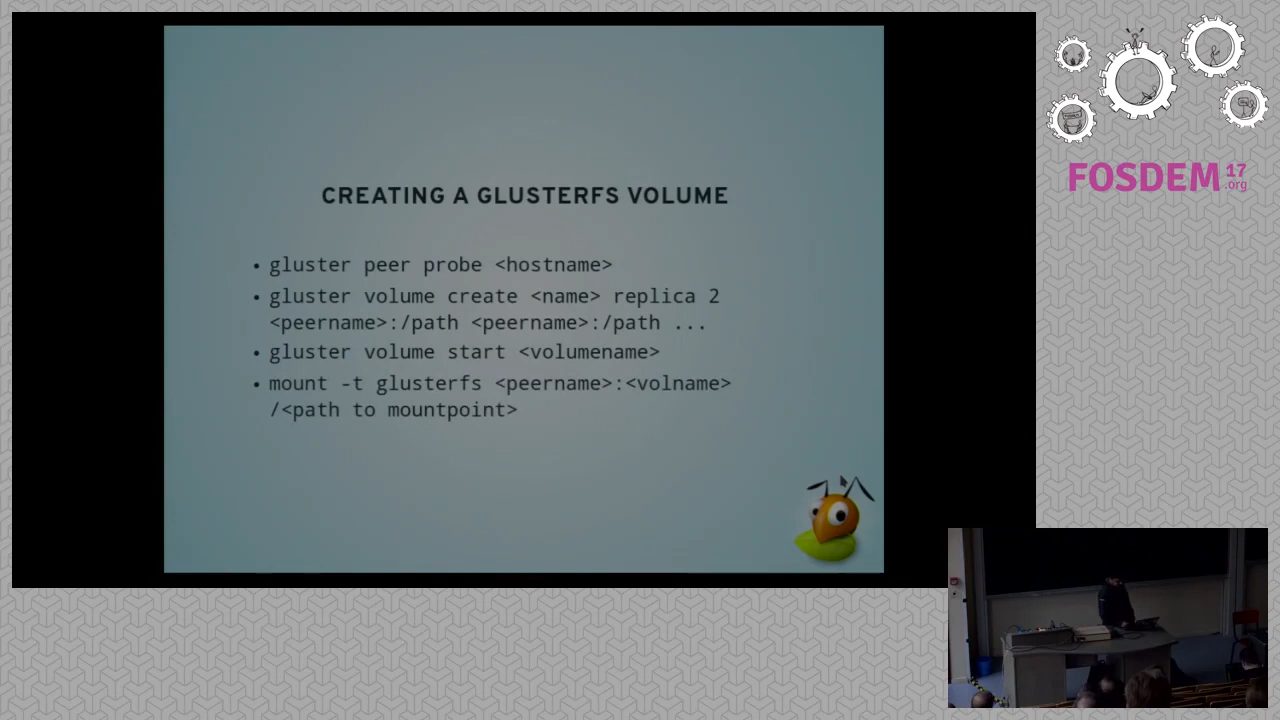 CREATING A GLUSTERFS VOLUME
• gluster peer probe <hostname>
• gluster volume create <name> replica 2
<peername>:/path <peername>:/path ...
• gluster volume start <volumename>
• mount -t glusterfs <peername>:<volname>
/<path to mountpoint>
FOSDEM 17
.org